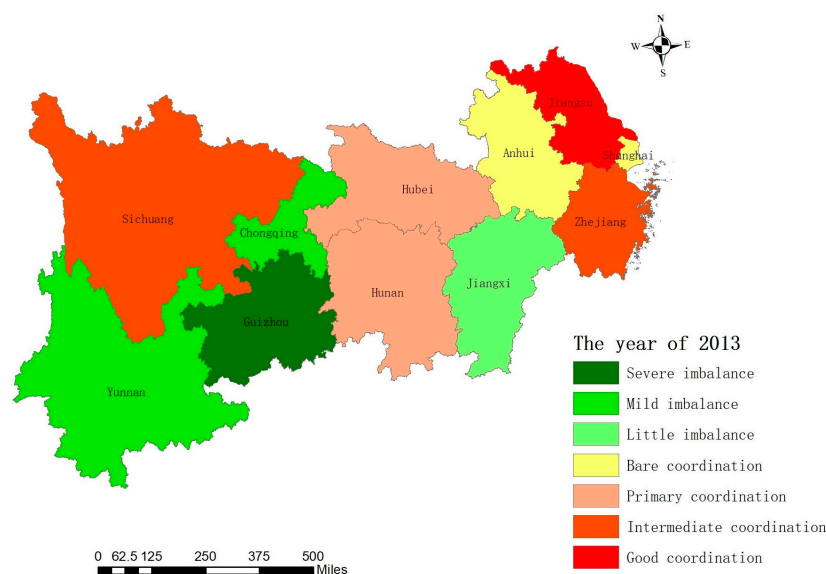 N
W E
S
Jiangsu
Shanghai
Anhui
Hubei
Sichuang
Zhejiang
Chongqing
Jiangxi
Hunan
Guizhou
Yunnan
The year of 2013
Severe imbalance
Mild imbalance
Little imbalance
Bare coordination
Primary coordination
Intermediate coordination
Good coordination
0 62.5 125 250 375 500
Miles